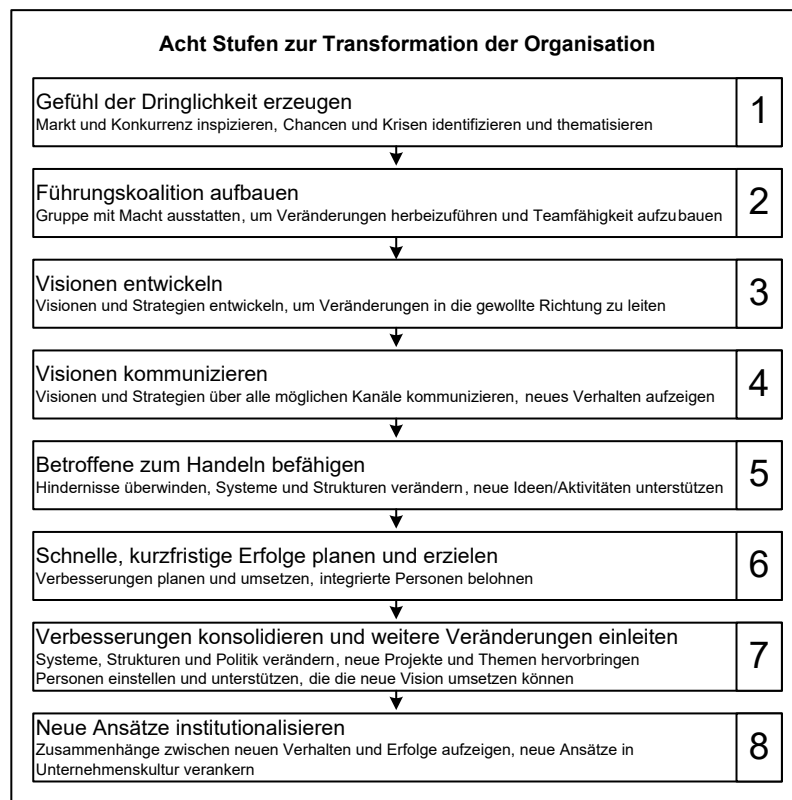 Acht Stufen zur Transformation der Organisation
Gefühl der Dringlichkeit erzeugen
Markt und Konkurrenz inspizieren, Chancen und Krisen identifizieren und thematisieren
1
Führungskoalition aufbauen
Gruppe mit Macht ausstatten, um Veränderungen herbeizuführen und Teamfähigkeit aufzubauen
2
Visionen entwickeln
Visionen und Strategien entwickeln, um Veränderungen in die gewollte Richtung zu leiten
3
Visionen kommunizieren
Visionen und Strategien über alle möglichen Kanäle kommunizieren, neues Verhalten aufzeigen
4
Betroffene zum Handeln befähigen
Hindernisse überwinden, Systeme und Strukturen verändern, neue Ideen/Aktivitäten unterstützen
5
Schnelle, kurzfristige Erfolge planen und erzielen
Verbesserungen planen und umsetzen, integrierte Personen belohnen
6
Verbesserungen konsolidieren und weitere Veränderungen einleiten
Systeme, Strukturen und Politik verändern, neue Projekte und Themen hervorbringen
Personen einstellen und unterstützen, die die neue Vision umsetzen können
7
Neue Ansätze institutionalisieren
Zusammenhänge zwischen neuen Verhalten und Erfolge aufzeigen, neue Ansätze in
Unternehmenskultur verankern
8